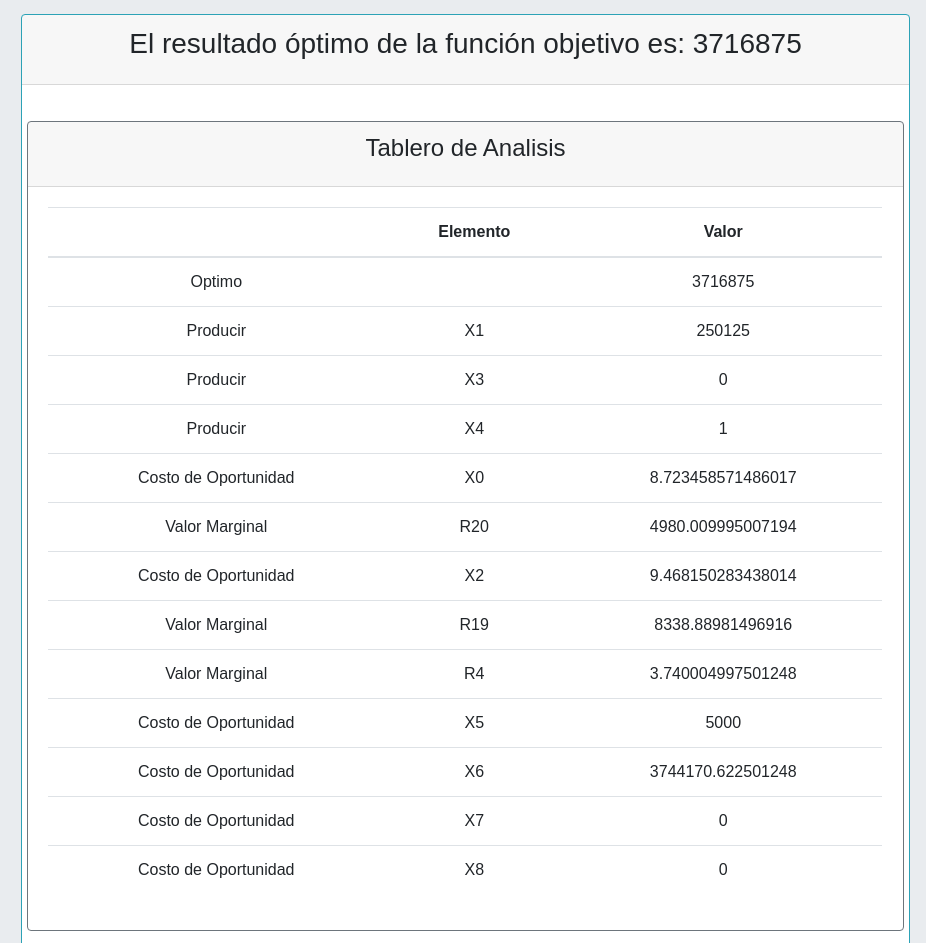 El resultado óptimo de la función objetivo es: 3716875
Tablero de Analisis
Elemento Valor
Optimo 3716875
Producir X1 250125
Producir X3 0
Producir X4 1
Costo de Oportunidad X0 8.723458571486017
Valor Marginal R20 4980.009995007194
Costo de Oportunidad X2 9.468150283438014
Valor Marginal R19 8338.88981496916
Valor Marginal R4 3.740004997501248
Costo de Oportunidad X5 5000
Costo de Oportunidad X6 3744170.622501248
Costo de Oportunidad X7 0
Costo de Oportunidad X8 0